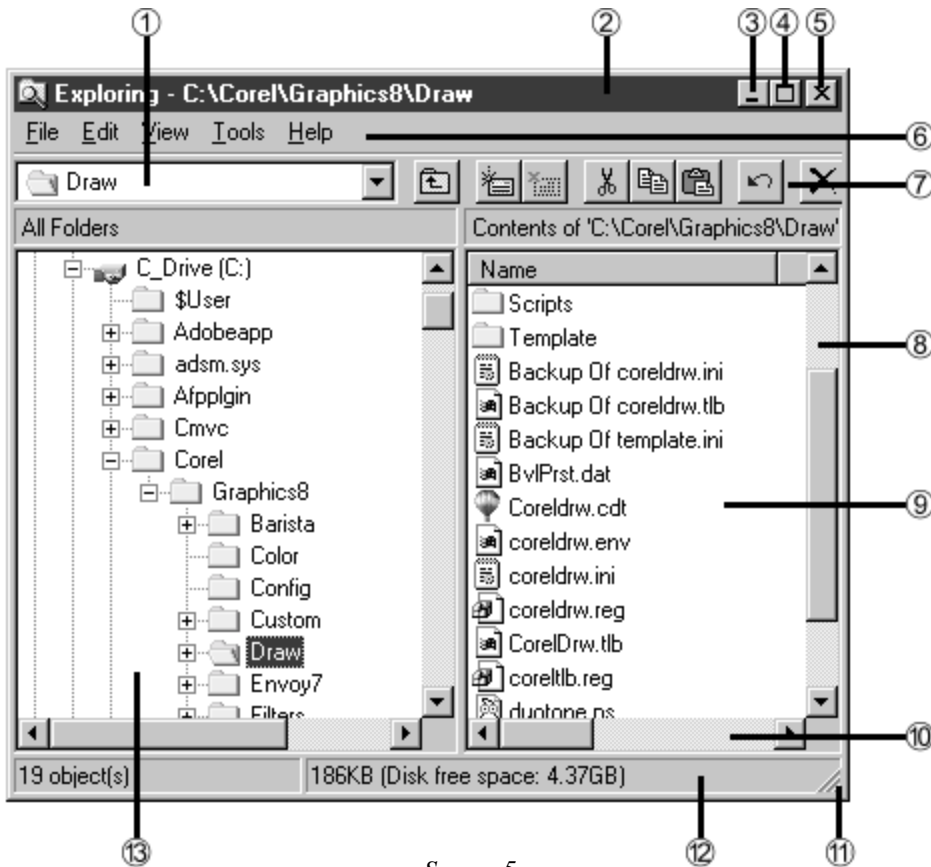 ① ② ③ ④ ⑤
Exploring - C:\Corel\Graphics8\Draw
File Edit View Tools Help
⑥
Draw
⑦
All Folders
Contents of 'C:\Corel\Graphics8\Draw'
C_Drive (C:)
$User
Adobeapp
adsm.sys
Afpplgin
Cmvc
Corel
Graphics8
Barista
Color
Config
Custom
Draw
Envoy7
Filters
Name
Scripts
Template
⑧
Backup Of coreldrw.ini
Backup Of coreldrw.tlb
Backup Of template.ini
BvlPrst.dat
Coreldrw.cdt
⑨
coreldrw.env
coreldrw.ini
coreldrw.reg
CorelDrw.tlb
coreltlb.reg
duotone.ps
⑩
19 object(s)
186KB (Disk free space: 4.37GB)
⑬ ⑫ ⑪